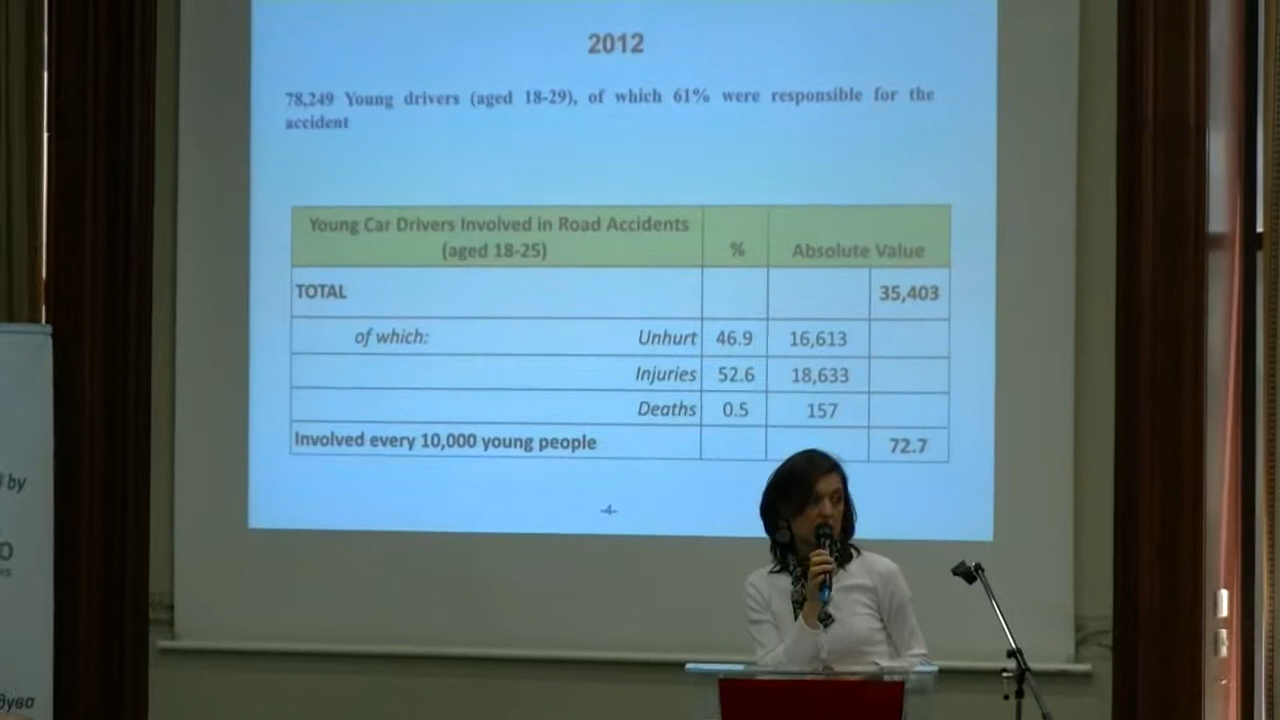 2012
78,249 Young drivers (aged 18-29), of which 61% were responsible for the
accident
Young Car Drivers Involved in Road Accidents
(aged 18-25)
%
Absolute Value
TOTAL 35,403
of which: Unhurt 46.9 16,613
Injuries 52.6 18,633
Deaths 0.5 157
Involved every 10,000 young people 72.7
-4-
by